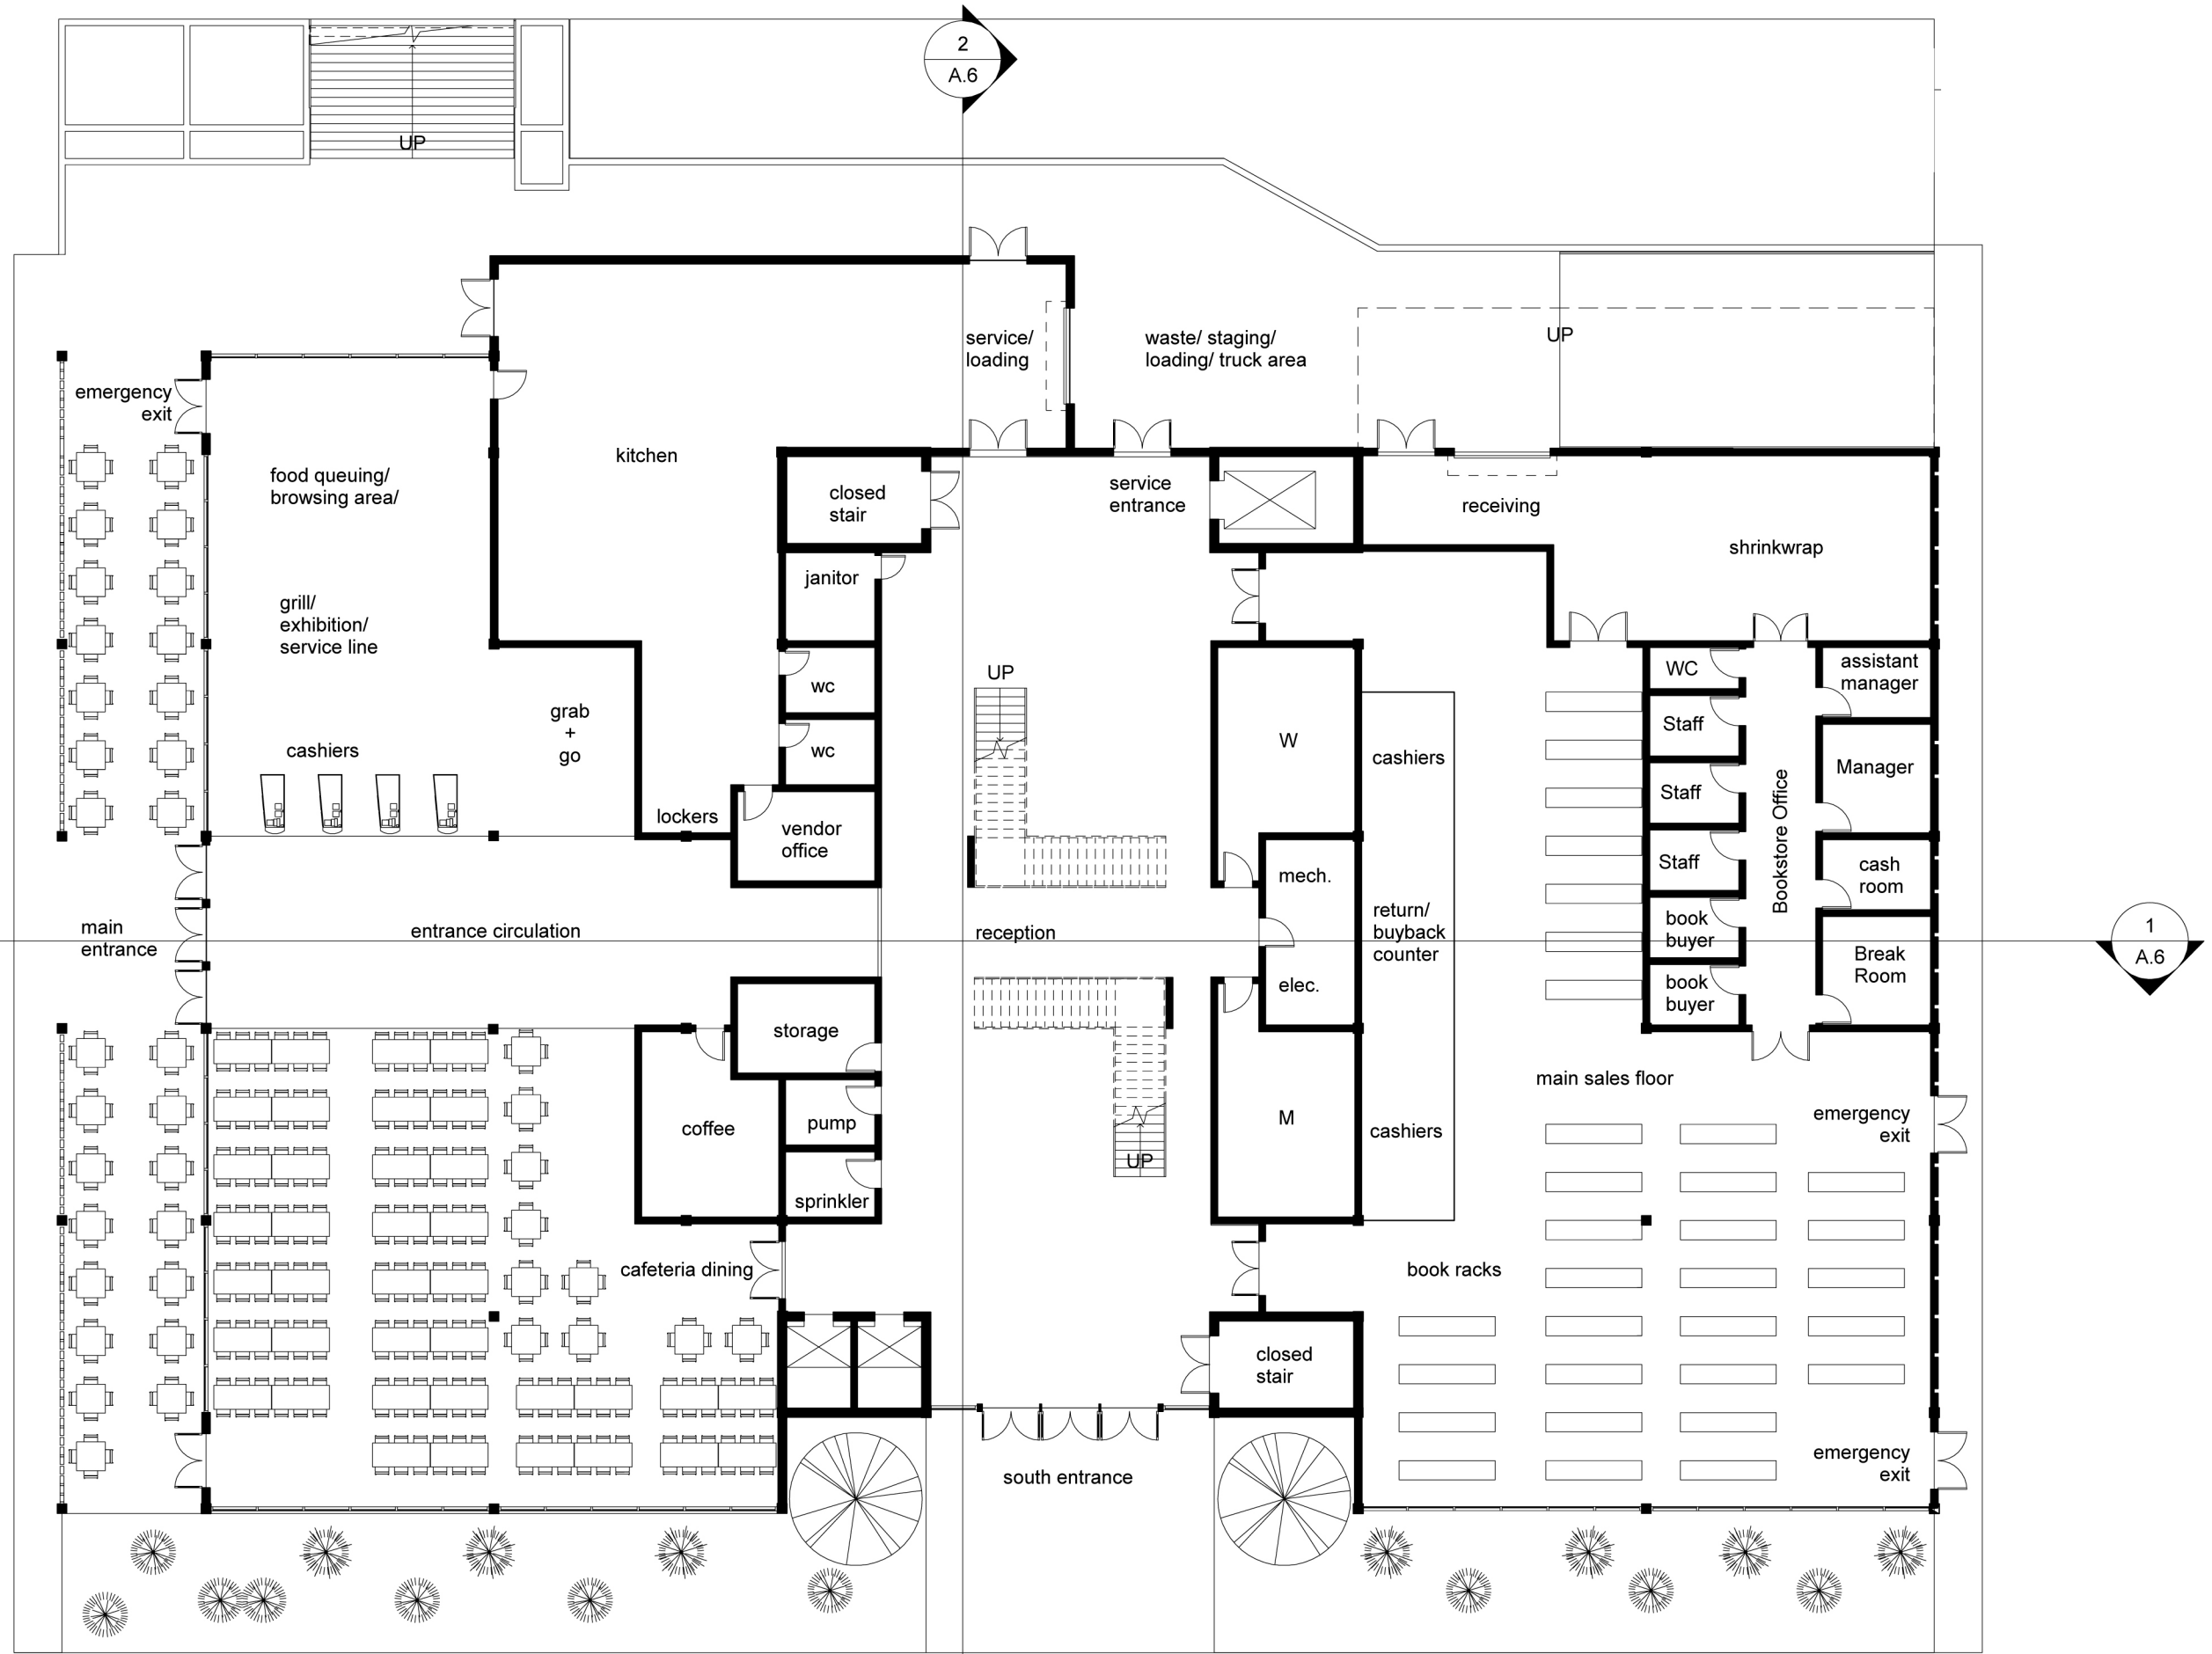 2
A.6
UP
service/
loading
waste/ staging/
loading/ truck area
UP
emergency
exit
food queuing/
browsing area/
kitchen
closed
stair
service
entrance
receiving
shrinkwrap
janitor
grill/
exhibition/
service line
wc
UP
WC
assistant
manager
grab
+
go
cashiers
wc
W
cashiers
Staff
Manager
Staff
lockers
vendor
office
Bookstore Office
Staff
cash
room
mech.
main
entrance
entrance circulation
reception
return/
buyback
counter
book
buyer
Break
Room
1
A.6
elec.
book
buyer
storage
main sales floor
coffee
pump
M
cashiers
emergency
exit
UP
sprinkler
cafeteria dining
book racks
closed
stair
south entrance
emergency
exit